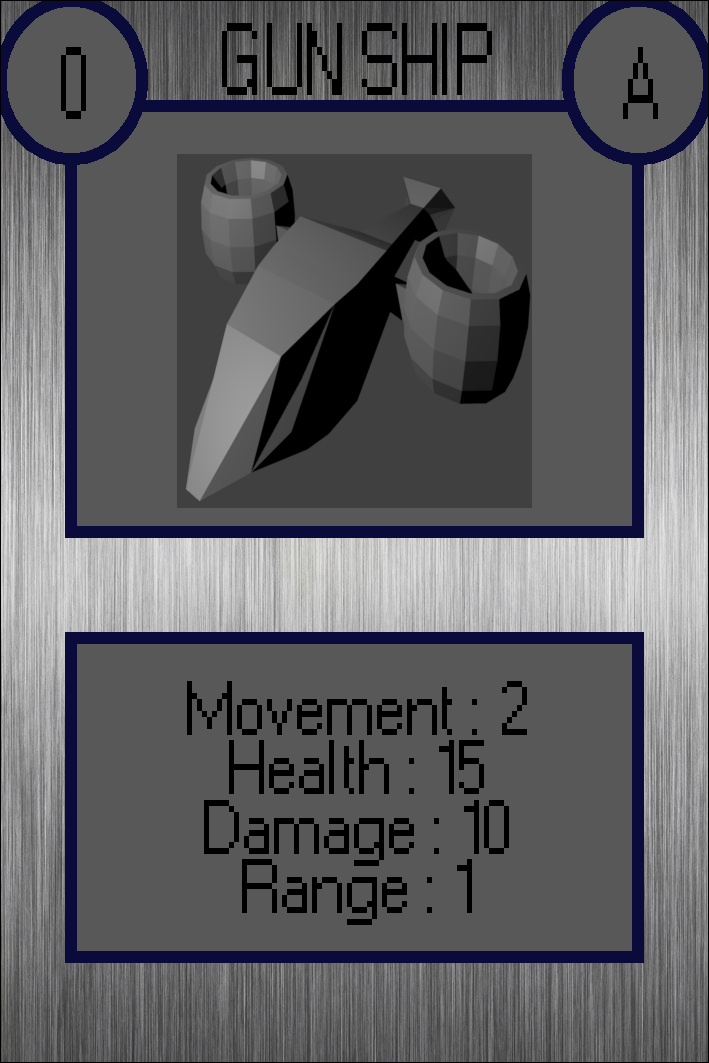 0
GUN SHIP
A
Movement : 2
Health : 15
Damage : 10
Range : 1